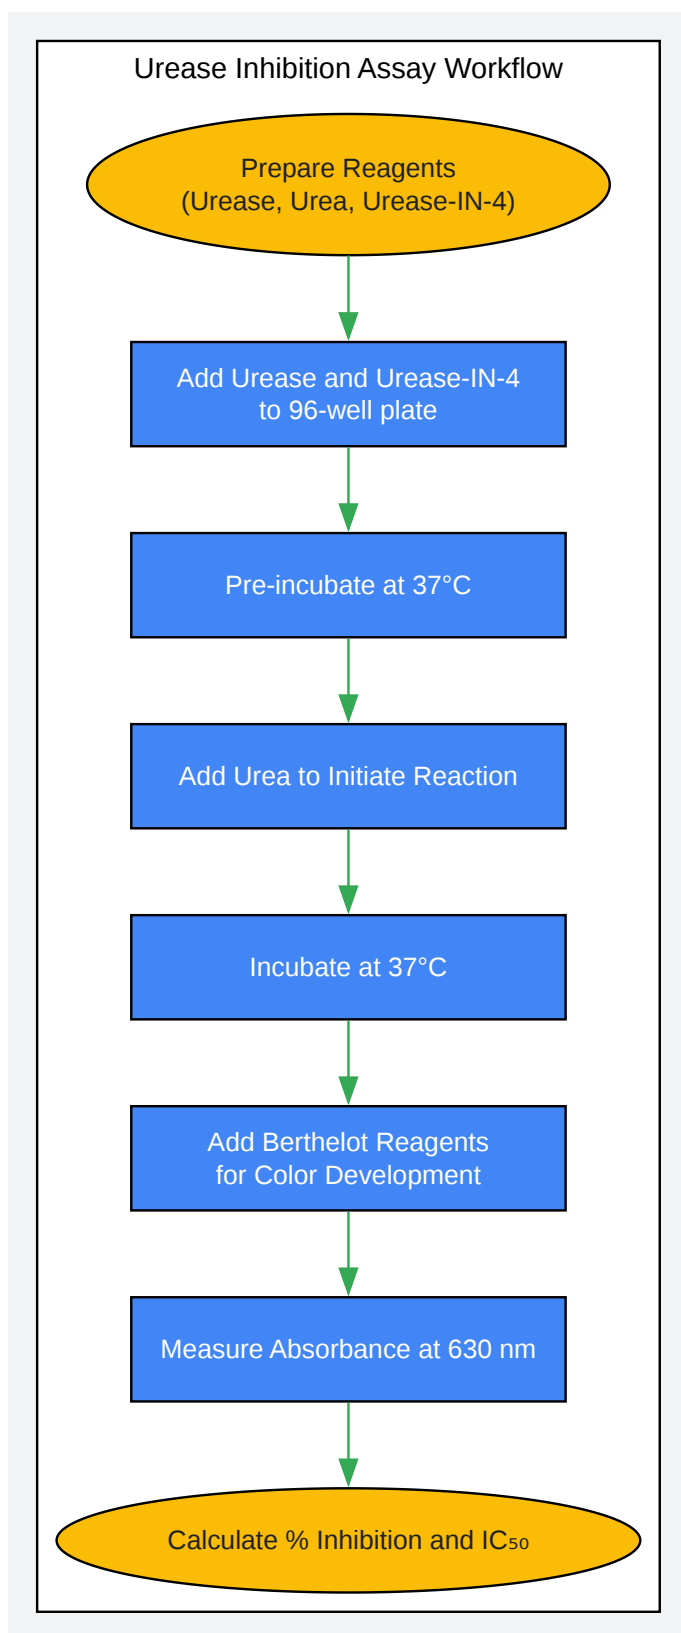 Urease Inhibition Assay Workflow
Prepare Reagents
(Urease, Urea, Urease-IN-4)
Add Urease and Urease-IN-4
to 96-well plate
Pre-incubate at 37°C
Add Urea to Initiate Reaction
Incubate at 37°C
Add Berthelot Reagents
for Color Development
Measure Absorbance at 630 nm
Calculate % Inhibition and IC₅₀